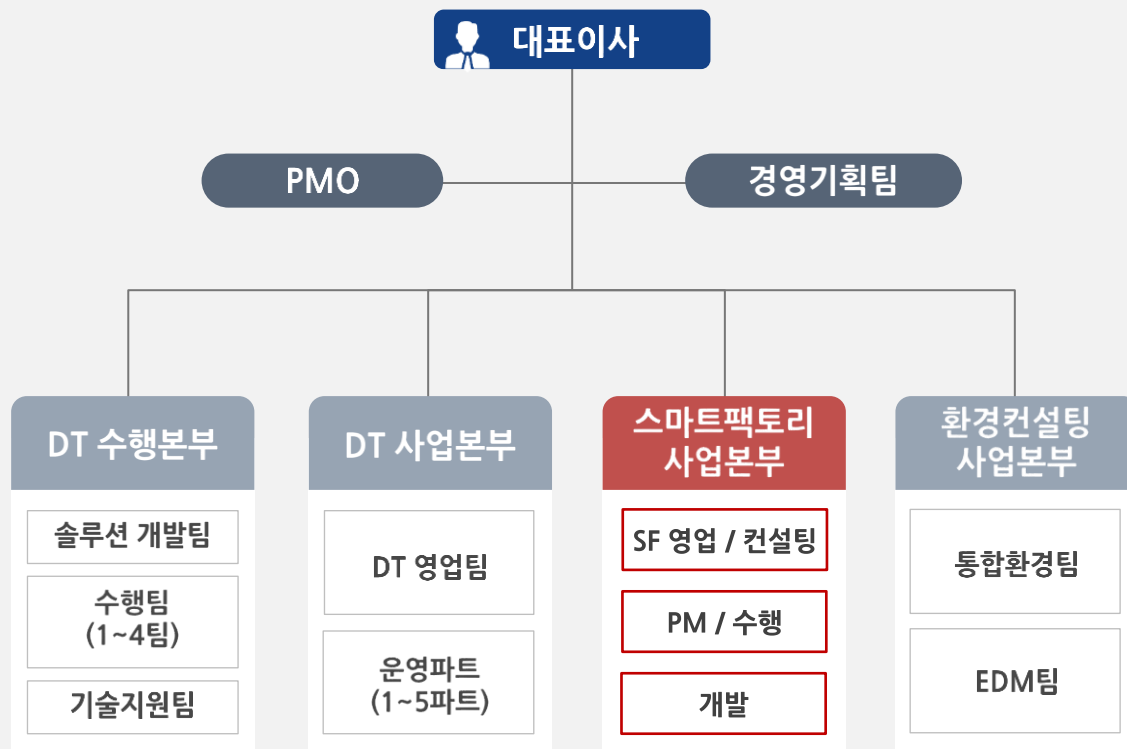 대표이사
PMO
경영기획팀
DT 수행본부
솔루션 개발팀
수행팀
(1~4팀)
기술지원팀
DT 사업본부
DT 영업팀
운영파트
(1~5파트)
스마트팩토리
사업본부
SF 영업 / 컨설팅
PM / 수행
개발
환경컨설팅
사업본부
통합환경팀
EDM팀